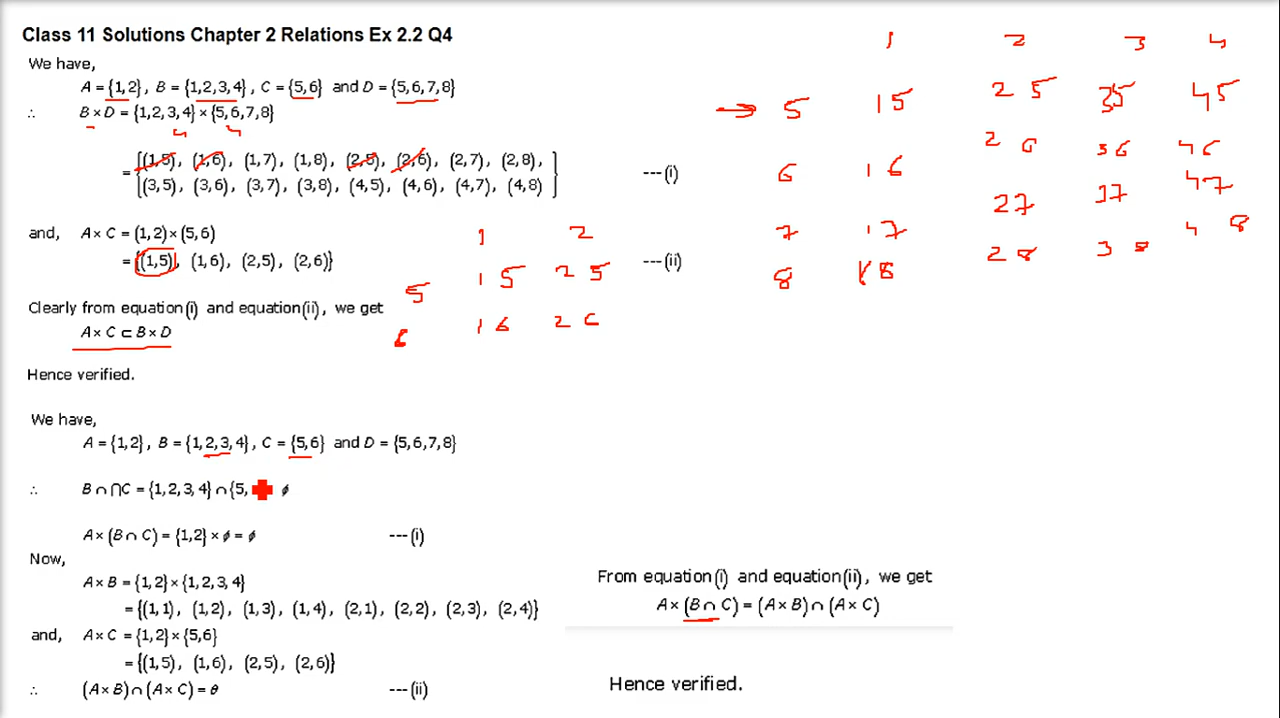 Class 11 Solutions Chapter 2 Relations Ex 2.2 Q4
We have,
A = {1,2}, B = {1,2,3,4}, C = {5,6} and D = {5,6,7,8}
∴ B × D = {1,2,3,4} × {5,6,7,8}
4 4
= {(1,5), (1,6), (1,7), (1,8), (2,5), (2,6), (2,7), (2,8),
(3,5), (3,6), (3,7), (3,8), (4,5), (4,6), (4,7), (4,8)} ---(i)
and, A × C = (1,2) × (5,6)
= {(1,5), (1,6), (2,5), (2,6)} ---(ii)
Clearly from equation(i) and equation(ii), we get
A × C ⊂ B × D
Hence verified.
1 2
5 15 25
6 16 26
1 2 3 4
→ 5 15 25 35 45
6 16 26 36 46
7 17 27 37 47
8 18 28 38 48
We have,
A = {1,2}, B = {1,2,3,4}, C = {5,6} and D = {5,6,7,8}
∴ B ∩ ⋂C = {1,2,3,4} ∩ {5, ϕ
A × (B ∩ C) = {1,2} × ϕ = ϕ ---(i)
Now,
A × B = {1,2} × {1,2,3,4}
= {(1,1), (1,2), (1,3), (1,4), (2,1), (2,2), (2,3), (2,4)}
and, A × C = {1,2} × {5,6}
= {(1,5), (1,6), (2,5), (2,6)}
∴ (A × B) ∩ (A × C) = θ ---(ii)
From equation(i) and equation(ii), we get
A × (B ∩ C) = (A × B) ∩ (A × C)
Hence verified.